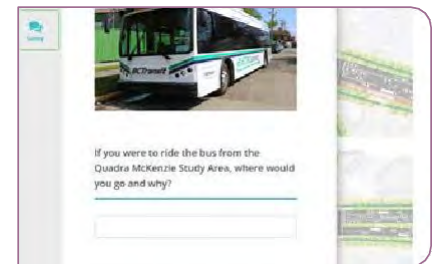 BCTransit
If you were to ride the bus from the
Quadra McKenzie Study Area, where would
you go and why?